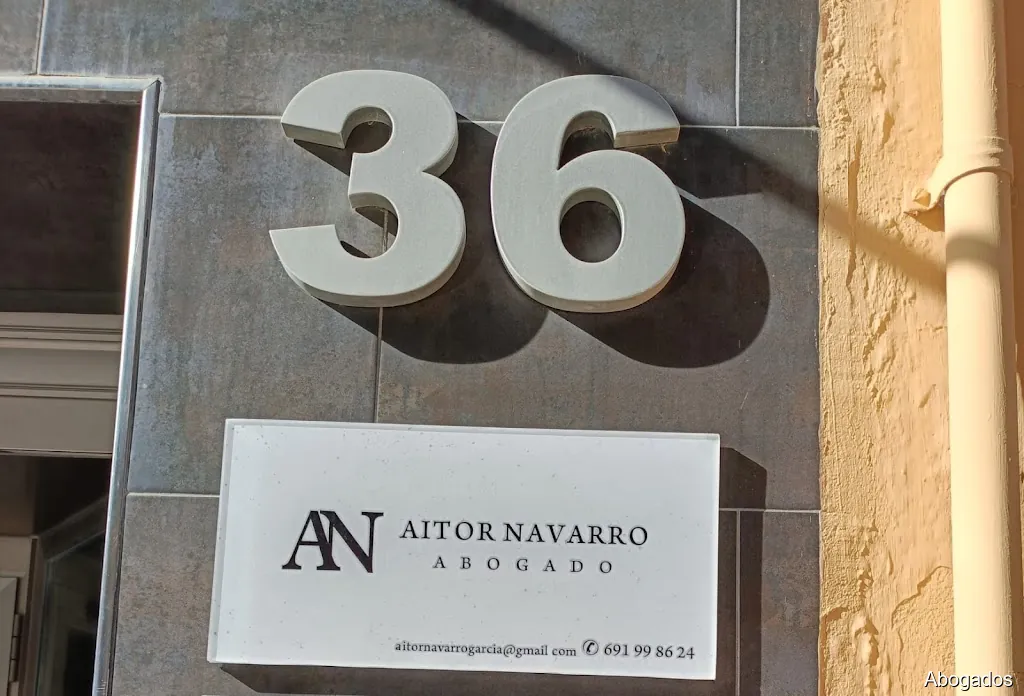 36
AN AITOR NAVARRO
ABOGADO
aitornavarrogarcia@gmail com ✆ 691 99 86 24
Abogados